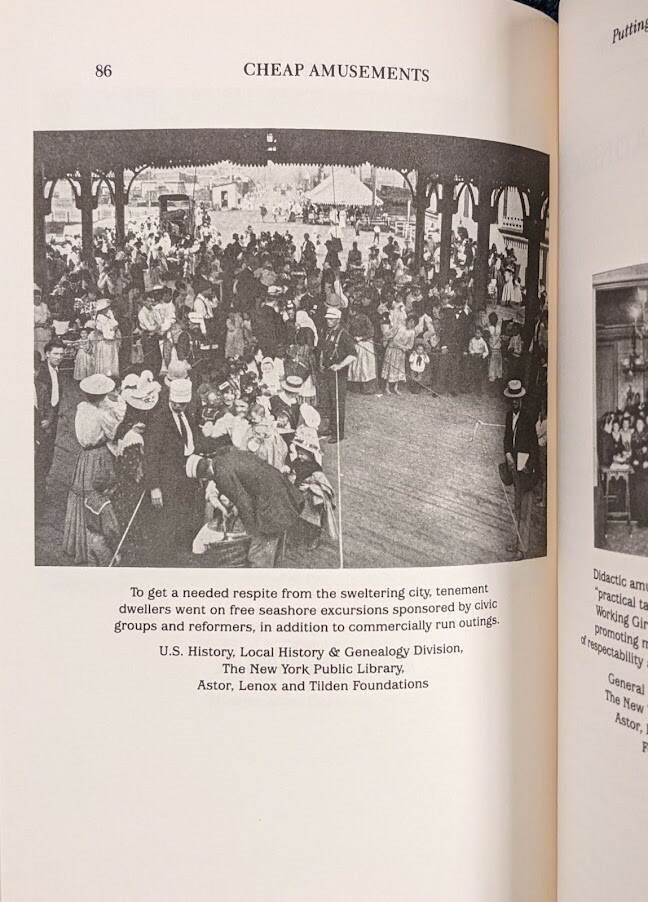 86
CHEAP AMUSEMENTS
To get a needed respite from the sweltering city, tenement
dwellers went on free seashore excursions sponsored by civic
groups and reformers, in addition to commercially run outings.
U.S. History, Local History & Genealogy Division,
The New York Public Library,
Astor, Lenox and Tilden Foundations
Putting
Didactic amu
"practical ta
Working Gir
promoting m
of respectability
General
The New
Astor,